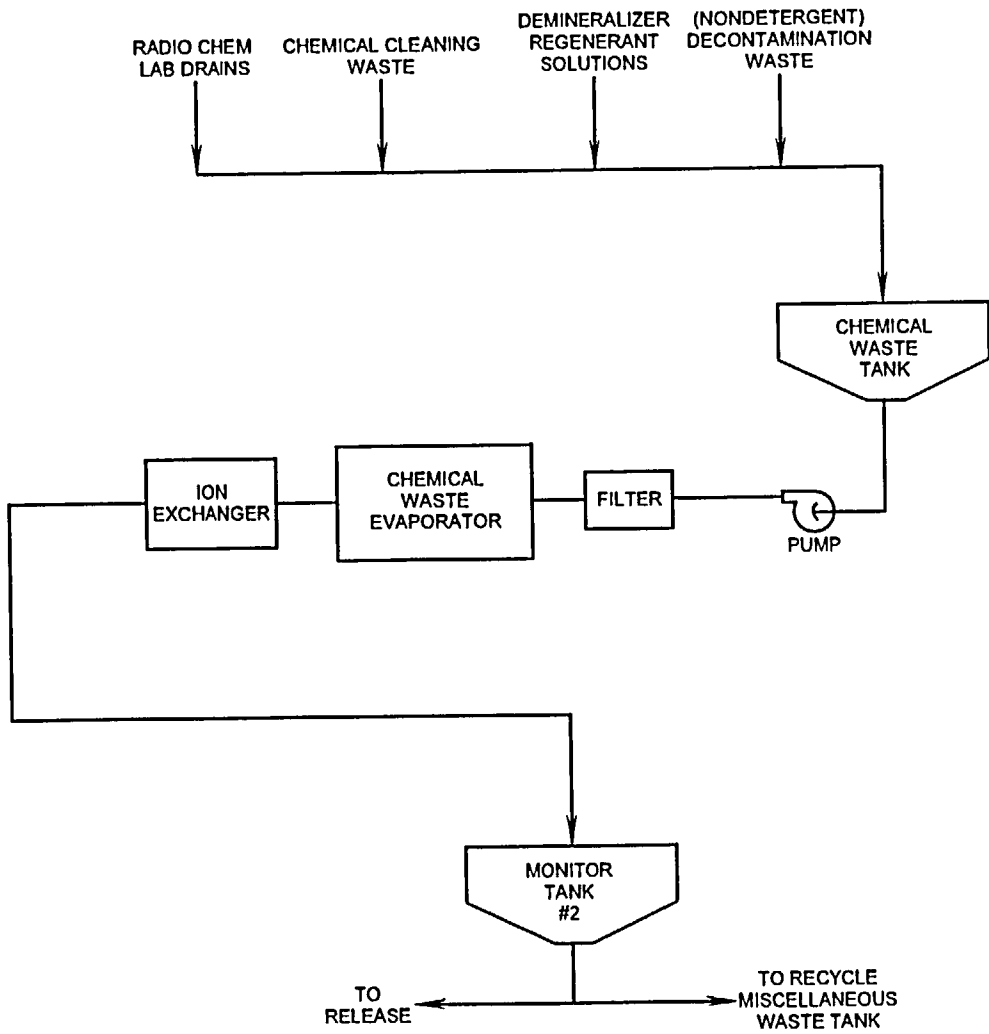 RADIO CHEM
LAB DRAINS
CHEMICAL CLEANING
WASTE
DEMINERALIZER
REGENERANT
SOLUTIONS
(NONDETERGENT)
DECONTAMINATION
WASTE
CHEMICAL
WASTE
TANK
ION
EXCHANGER
CHEMICAL
WASTE
EVAPORATOR
FILTER
PUMP
MONITOR
TANK
#2
TO
RELEASE
TO RECYCLE
MISCELLANEOUS
WASTE TANK